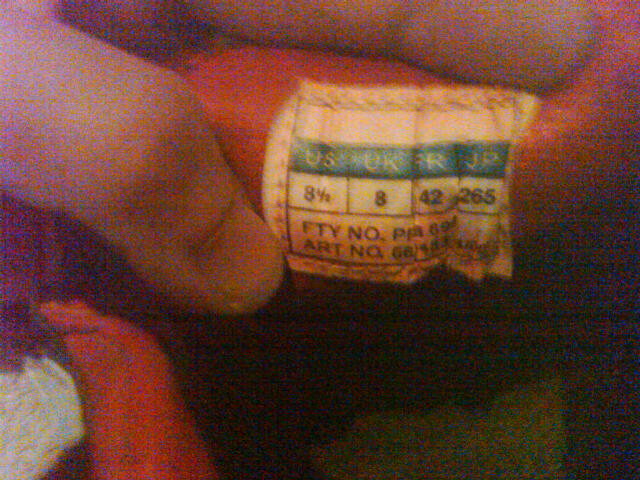 US UK FR JP
8½ 8 42 265
FTY NO.
ART NO.